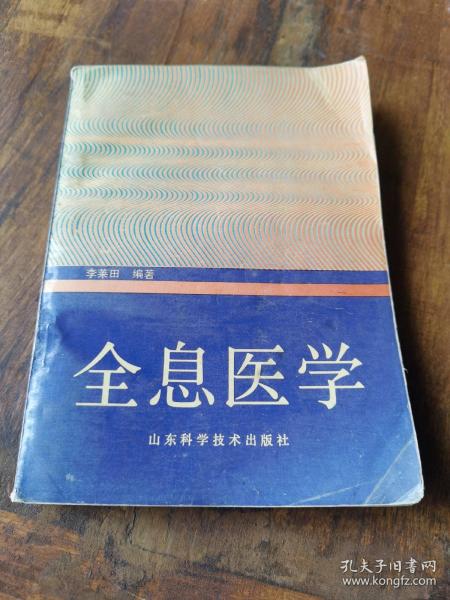 李莱田 编著
全息医学
山东科学技术出版社
孔夫子旧书网
www.kongfz.com